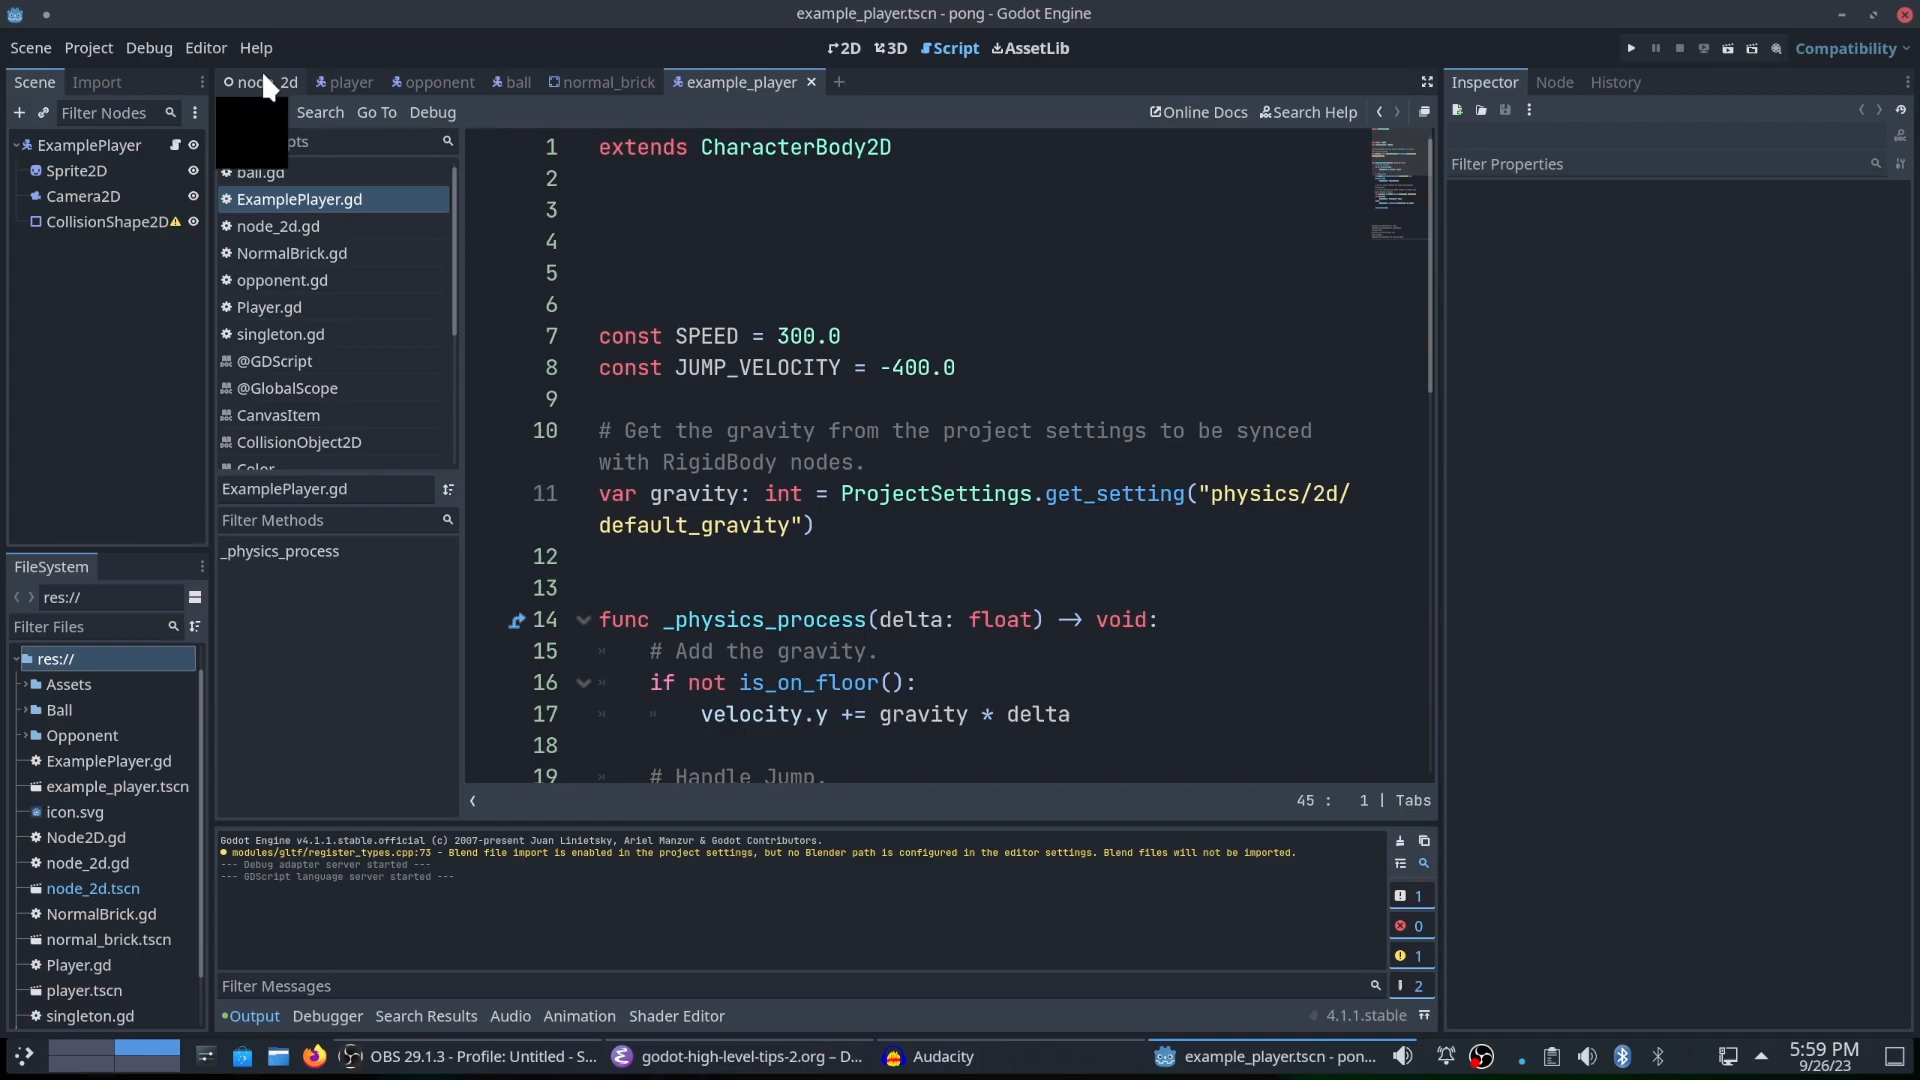 example_player.tscn - pong - Godot Engine
Scene Project Debug Editor Help
2D 3D Script AssetLib
Compatibility
Scene Import
node_2d player opponent ball normal_brick example_player
Inspector Node History
Filter Nodes
Search Go To Debug
Online Docs Search Help
Filter Properties
ExamplePlayer
Sprite2D
Camera2D
CollisionShape2D
ball.gd
ExamplePlayer.gd
node_2d.gd
NormalBrick.gd
opponent.gd
Player.gd
singleton.gd
@GDScript
@GlobalScope
CanvasItem
CollisionObject2D
Color
ExamplePlayer.gd
Filter Methods
_physics_process
1 extends CharacterBody2D
2
3
4
5
6
7 const SPEED = 300.0
8 const JUMP_VELOCITY = -400.0
9
10 # Get the gravity from the project settings to be synced
with RigidBody nodes.
11 var gravity: int = ProjectSettings.get_setting("physics/2d/
default_gravity")
12
13
14 func _physics_process(delta: float) -> void:
15 # Add the gravity.
16 if not is_on_floor():
17 velocity.y += gravity * delta
18
19 # Handle Jump.
45 : 1 | Tabs
FileSystem
res://
Filter Files
res://
Assets
Ball
Opponent
ExamplePlayer.gd
example_player.tscn
icon.svg
Node2D.gd
node_2d.gd
node_2d.tscn
NormalBrick.gd
normal_brick.tscn
Player.gd
player.tscn
singleton.gd
Godot Engine v4.1.1.stable.official (c) 2007-present Juan Linietsky, Ariel Manzur & Godot Contributors.
modules/gltf/register_types.cpp:73 - Blend file import is enabled in the project settings, but no Blender path is configured in the editor settings. Blend files will not be imported.
--- Debug adapter server started ---
--- GDScript language server started ---
1
0
1
2
Filter Messages
Output Debugger Search Results Audio Animation Shader Editor
4.1.1.stable
OBS 29.1.3 - Profile: Untitled - S...
godot-high-level-tips-2.org – D...
Audacity
example_player.tscn - pon...
5:59 PM
9/26/23